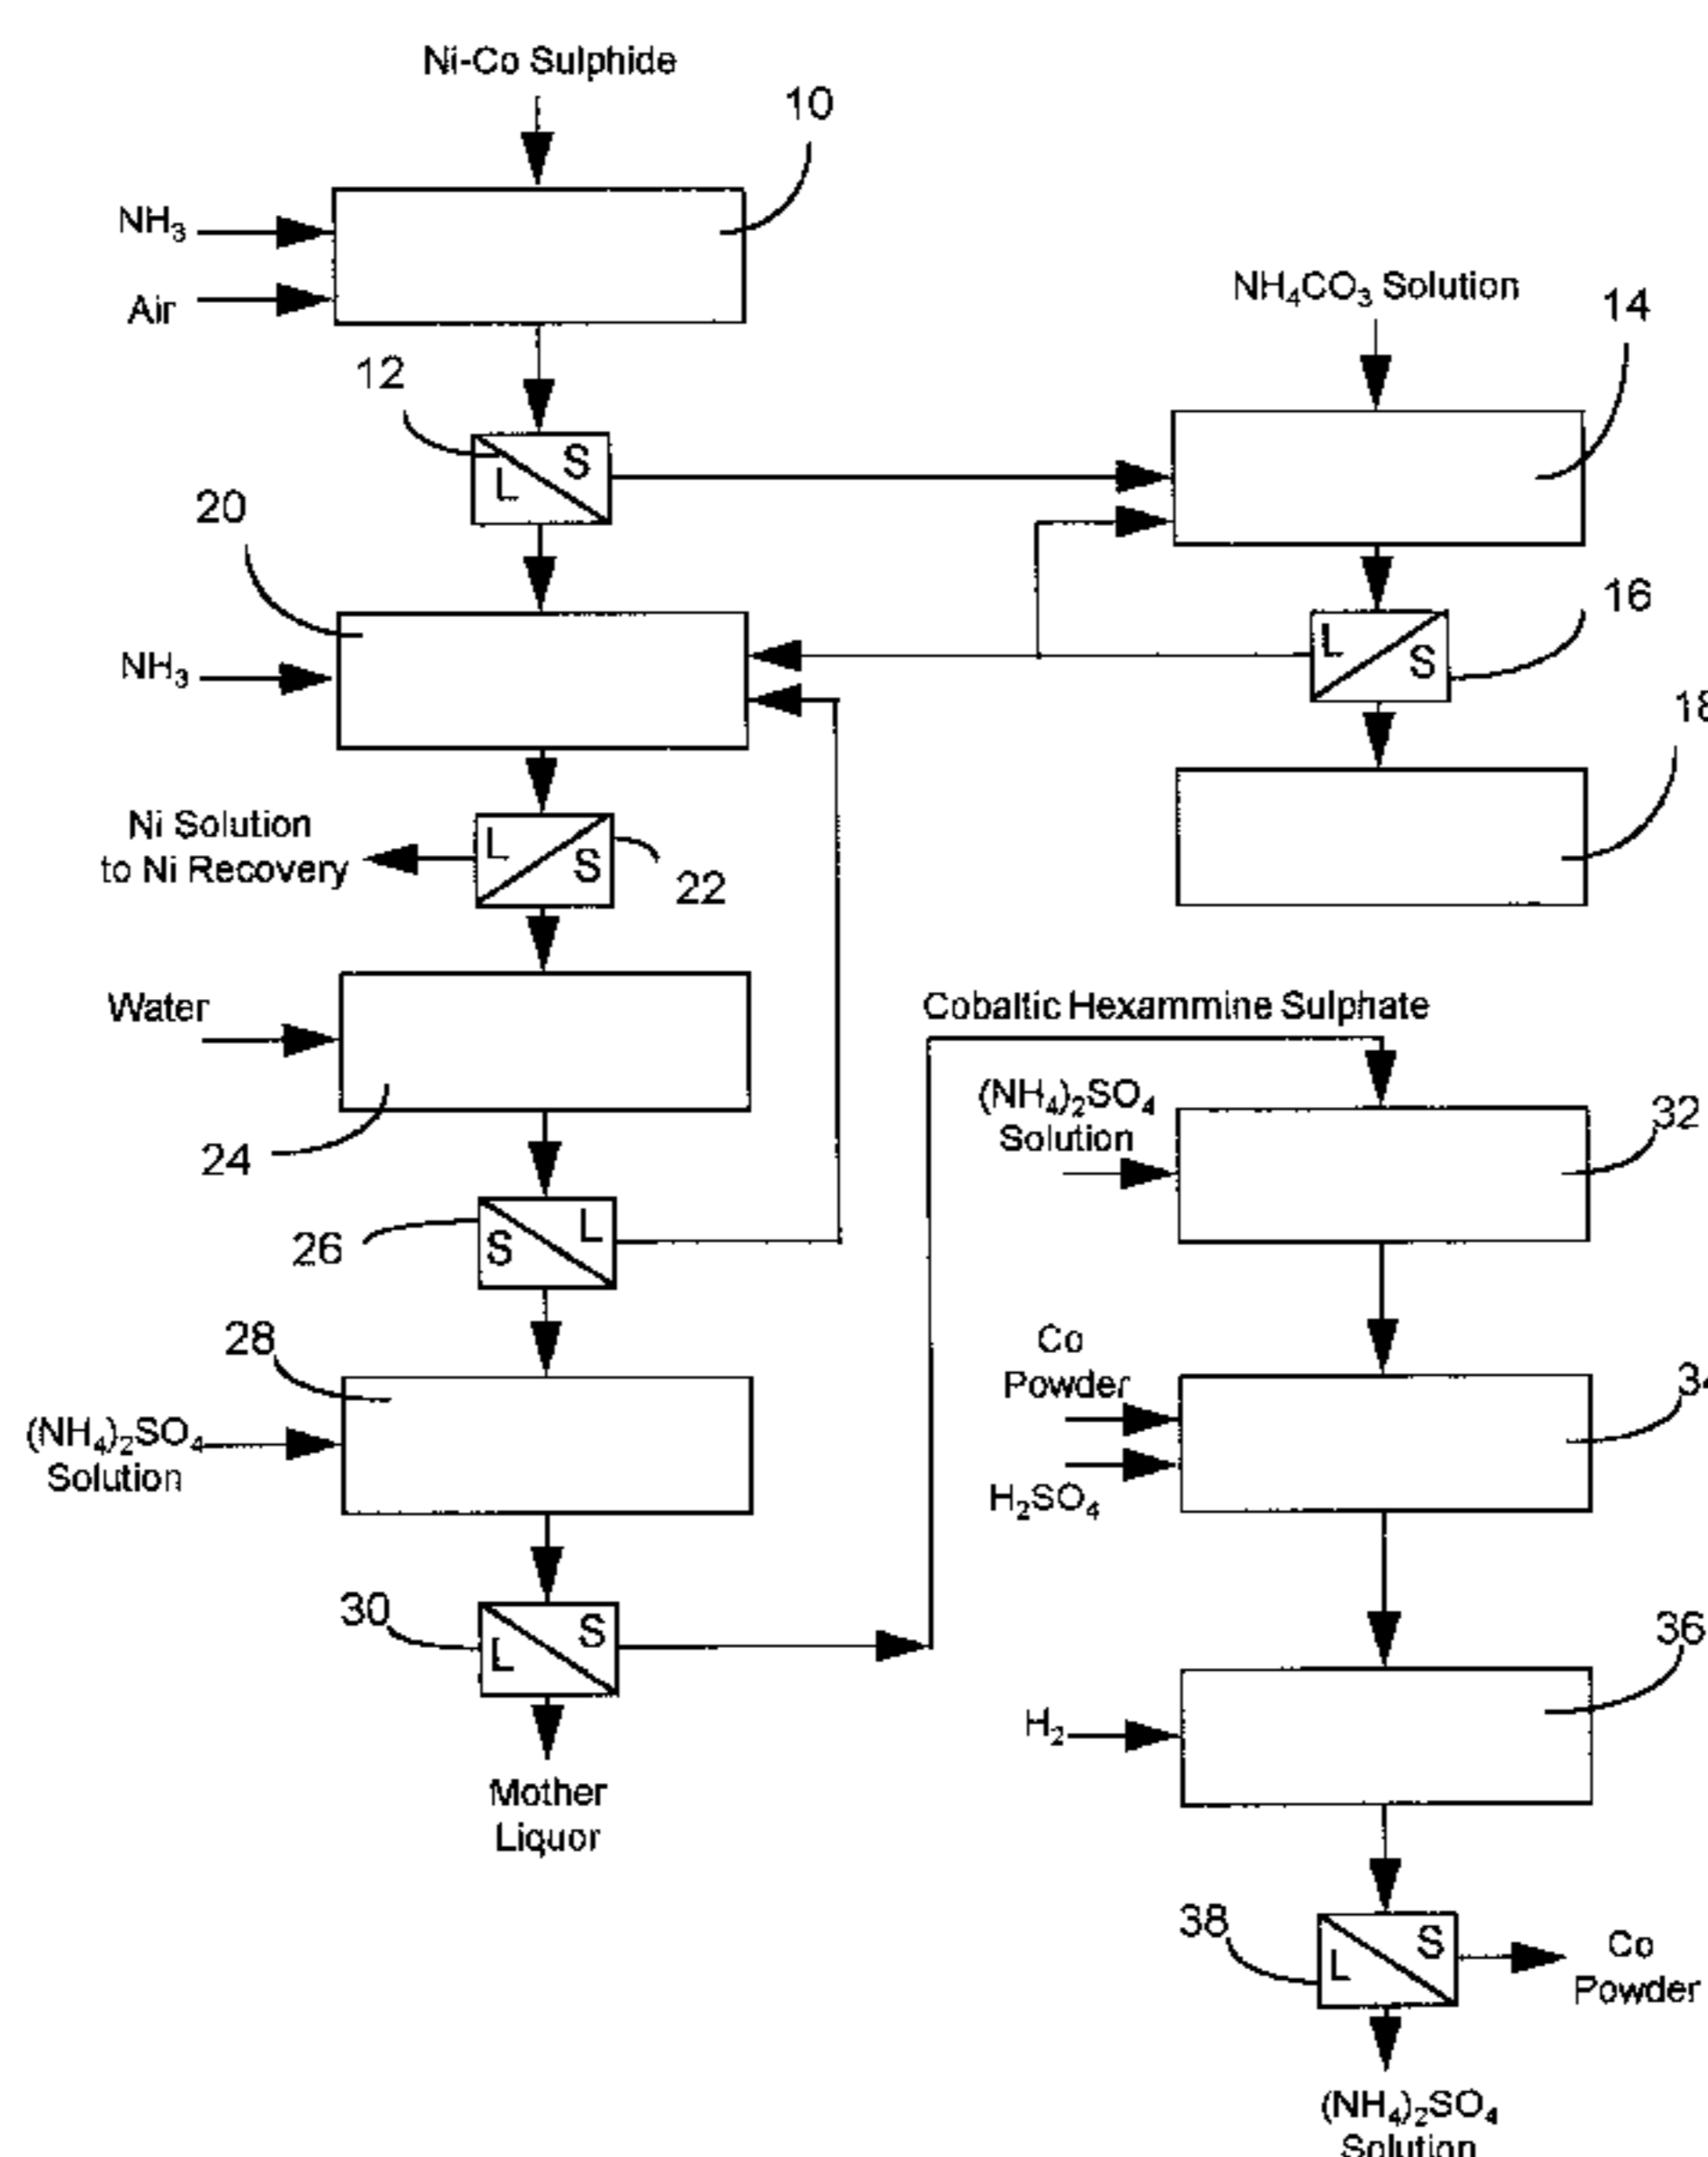 Ni-Co Sulphide
10
NH₃
Air
NH₄CO₃ Solution
14
12
S
L
20
NH₃
16
L
S
18
Ni Solution
to Ni Recovery
L
S
22
Water
24
Cobaltic Hexammine Sulphate
(NH₄)₂SO₄
Solution
32
26
L
S
28
(NH₄)₂SO₄
Solution
Co
Powder
H₂SO₄
34
30
S
L
Mother
Liquor
36
H₂
38
S
L
Co
Powder
(NH₄)₂SO₄
Solution